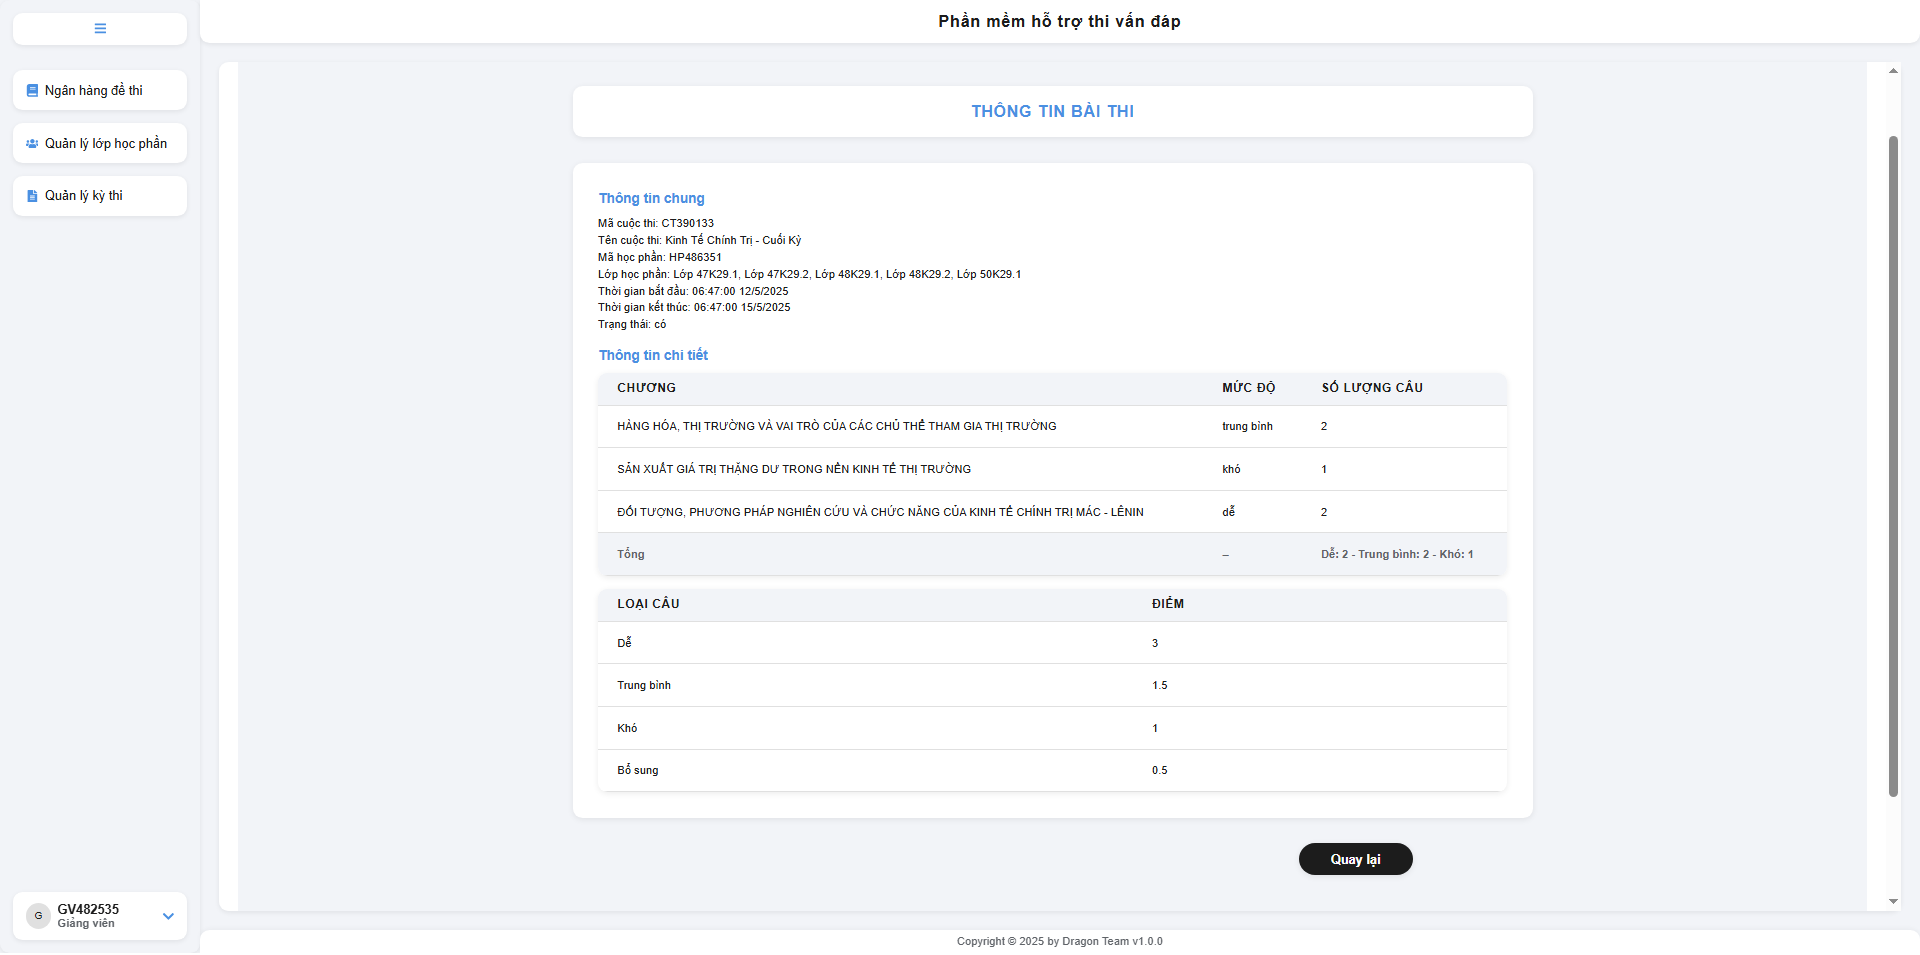 Phần mềm hỗ trợ thi vấn đáp
Ngân hàng đề thi
Quản lý lớp học phần
Quản lý kỳ thi
THÔNG TIN BÀI THI
Thông tin chung
Mã cuộc thi: CT390133
Tên cuộc thi: Kinh Tế Chính Trị - Cuối Kỳ
Mã học phần: HP486351
Lớp học phần: Lớp 47K29.1, Lớp 47K29.2, Lớp 48K29.1, Lớp 48K29.2, Lớp 50K29.1
Thời gian bắt đầu: 06:47:00 12/5/2025
Thời gian kết thúc: 06:47:00 15/5/2025
Trạng thái: có
Thông tin chi tiết
CHƯƠNG MỨC ĐỘ SỐ LƯỢNG CÂU
HÀNG HÓA, THỊ TRƯỜNG VÀ VAI TRÒ CỦA CÁC CHỦ THỂ THAM GIA THỊ TRƯỜNG trung bình 2
SẢN XUẤT GIÁ TRỊ THẶNG DƯ TRONG NỀN KINH TẾ THỊ TRƯỜNG khó 1
ĐỐI TƯỢNG, PHƯƠNG PHÁP NGHIÊN CỨU VÀ CHỨC NĂNG CỦA KINH TẾ CHÍNH TRỊ MÁC - LÊNIN dễ 2
Tổng – Dễ: 2 - Trung bình: 2 - Khó: 1
LOẠI CÂU ĐIỂM
Dễ 3
Trung bình 1.5
Khó 1
Bổ sung 0.5
Quay lại
G
GV482535
Giảng viên
Copyright © 2025 by Dragon Team v1.0.0